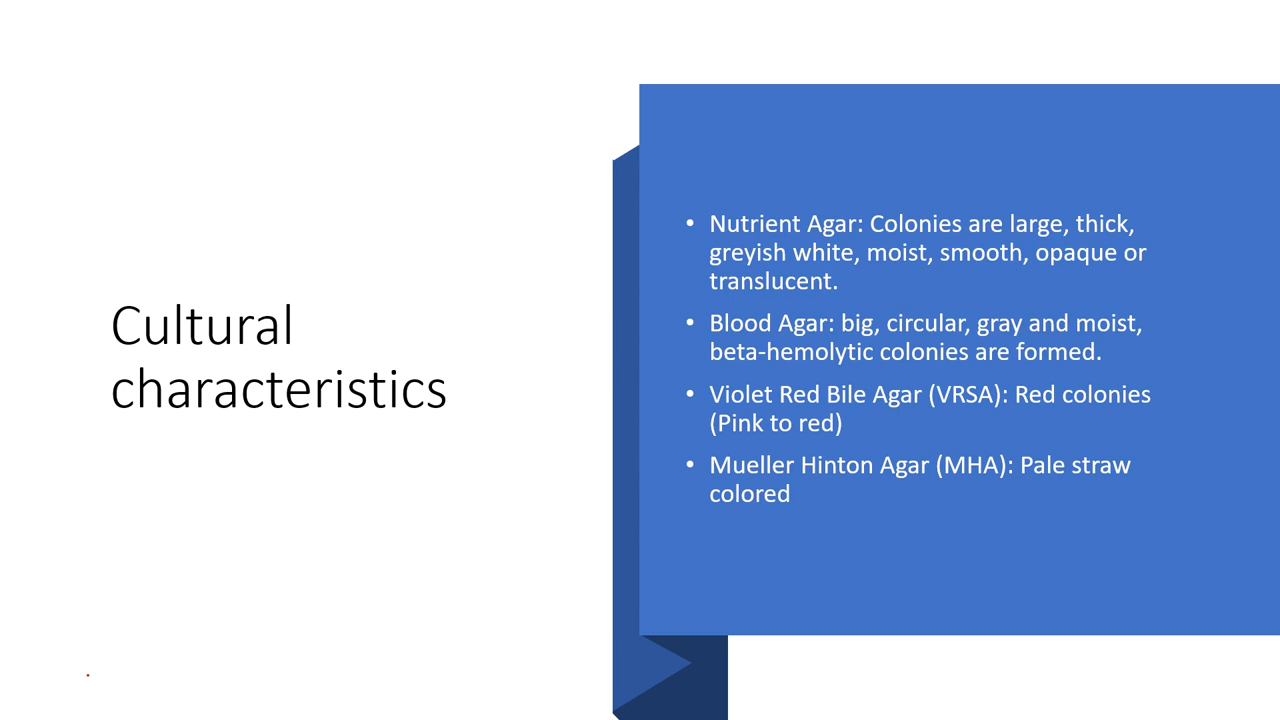 Cultural
characteristics
• Nutrient Agar: Colonies are large, thick,
greyish white, moist, smooth, opaque or
translucent.
• Blood Agar: big, circular, gray and moist,
beta-hemolytic colonies are formed.
• Violet Red Bile Agar (VRSA): Red colonies
(Pink to red)
• Mueller Hinton Agar (MHA): Pale straw
colored